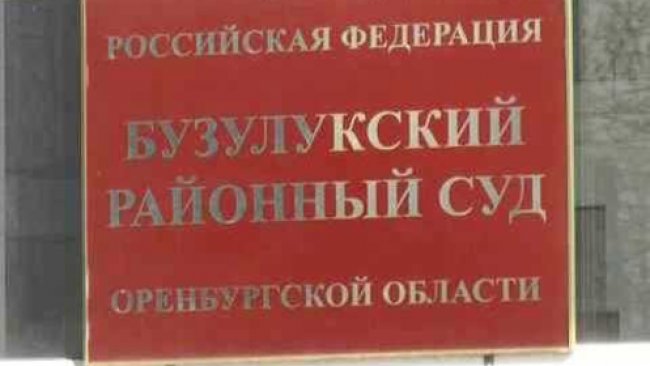 РОССИЙСКАЯ ФЕДЕРАЦИЯ
БУЗУЛУКСКИЙ
РАЙОННЫЙ СУД
ОРЕНБУРГСКОЙ ОБЛАСТИ